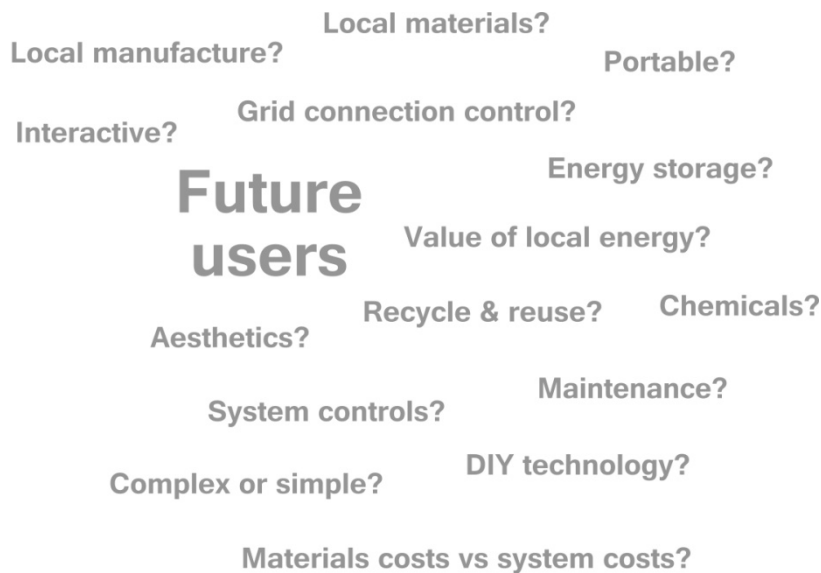 Local materials?
Local manufacture?
Portable?
Grid connection control?
Interactive?
Energy storage?
Future
users
Value of local energy?
Recycle & reuse?
Chemicals?
Aesthetics?
Maintenance?
System controls?
DIY technology?
Complex or simple?
Materials costs vs system costs?